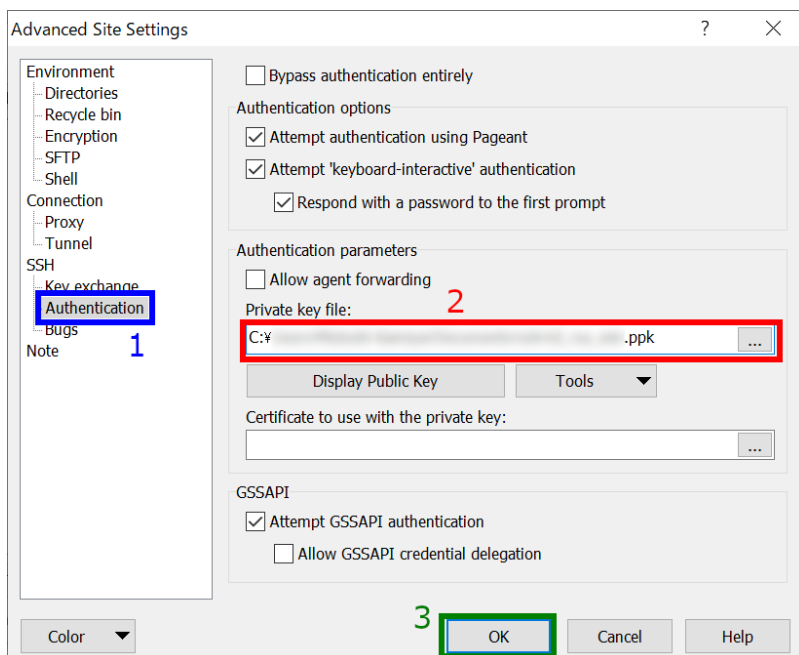 Advanced Site Settings
?
Environment
Directories
Recycle bin
Encryption
SFTP
Shell
Connection
Proxy
Tunnel
SSH
Key exchange
Authentication
Bugs
1
Note
Bypass authentication entirely
Authentication options
Attempt authentication using Pageant
Attempt 'keyboard-interactive' authentication
Respond with a password to the first prompt
Authentication parameters
Allow agent forwarding
2
Private key file:
C:¥ .ppk
...
Display Public Key
Tools
Certificate to use with the private key:
...
GSSAPI
Attempt GSSAPI authentication
Allow GSSAPI credential delegation
Color
3
OK
Cancel
Help